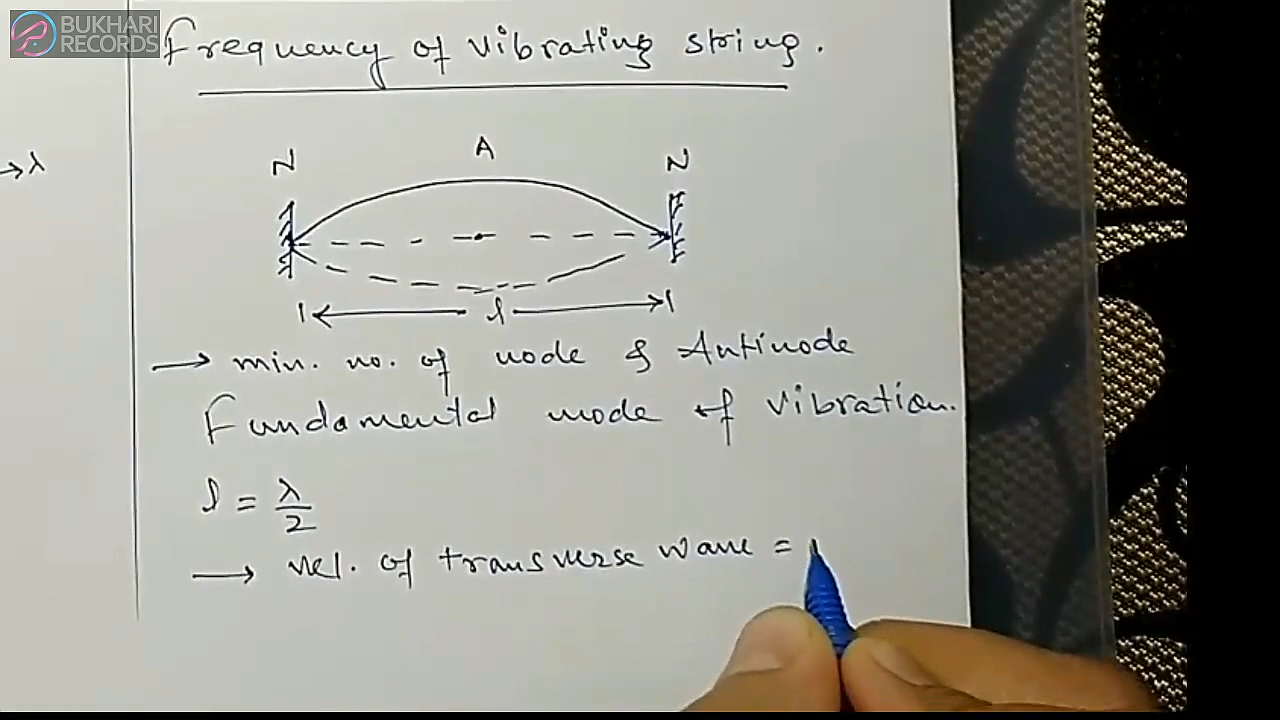 BUKHARI
RECORDS
Frequency of vibrating string.
→λ
N A N
l
→ min. no. of node & Antinode
Fundamental mode of vibration.
l = λ/2
→ vel. of transverse wave =